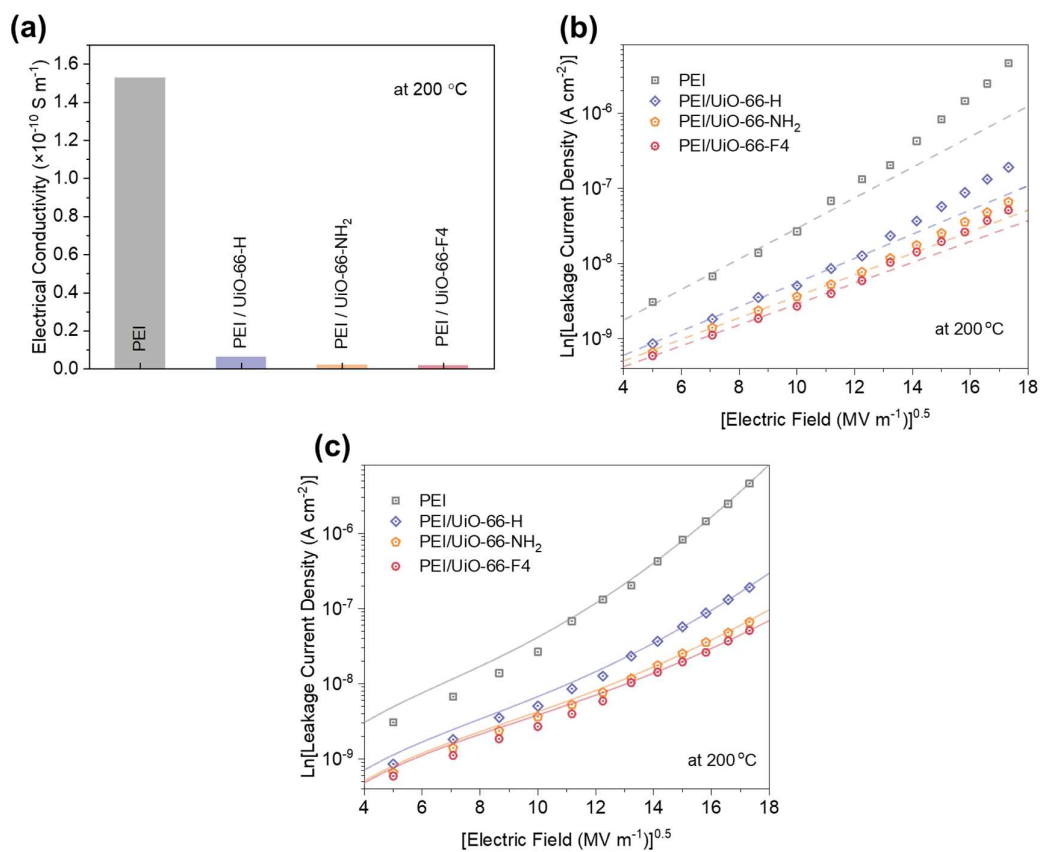 (a)
Electrical Conductivity (×10⁻¹⁰ S m⁻¹)
1.6
1.4
1.2
1.0
0.8
0.6
0.4
0.2
0.0
at 200 °C
PEI
PEI / UiO-66-H
PEI / UiO-66-NH₂
PEI / UiO-66-F4
(b)
Ln[Leakage Current Density (A cm⁻²)]
10⁻⁶
10⁻⁷
10⁻⁸
10⁻⁹
PEI
PEI/UiO-66-H
PEI/UiO-66-NH₂
PEI/UiO-66-F4
at 200 °C
4 6 8 10 12 14 16 18
[Electric Field (MV m⁻¹)]⁰·⁵
(c)
Ln[Leakage Current Density (A cm⁻²)]
10⁻⁶
10⁻⁷
10⁻⁸
10⁻⁹
PEI
PEI/UiO-66-H
PEI/UiO-66-NH₂
PEI/UiO-66-F4
at 200 °C
4 6 8 10 12 14 16 18
[Electric Field (MV m⁻¹)]⁰·⁵